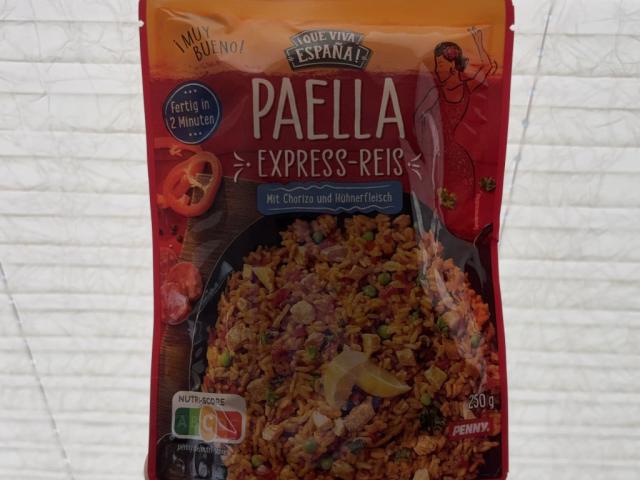 ¡MUY
BUENO!
¡QUE VIVA
ESPAÑA!
Fertig in
2 Minuten
PAELLA
EXPRESS-REIS
Mit Chorizo und Hühnerfleisch
NUTRI-SCORE
A B C
250 g
PENNY.